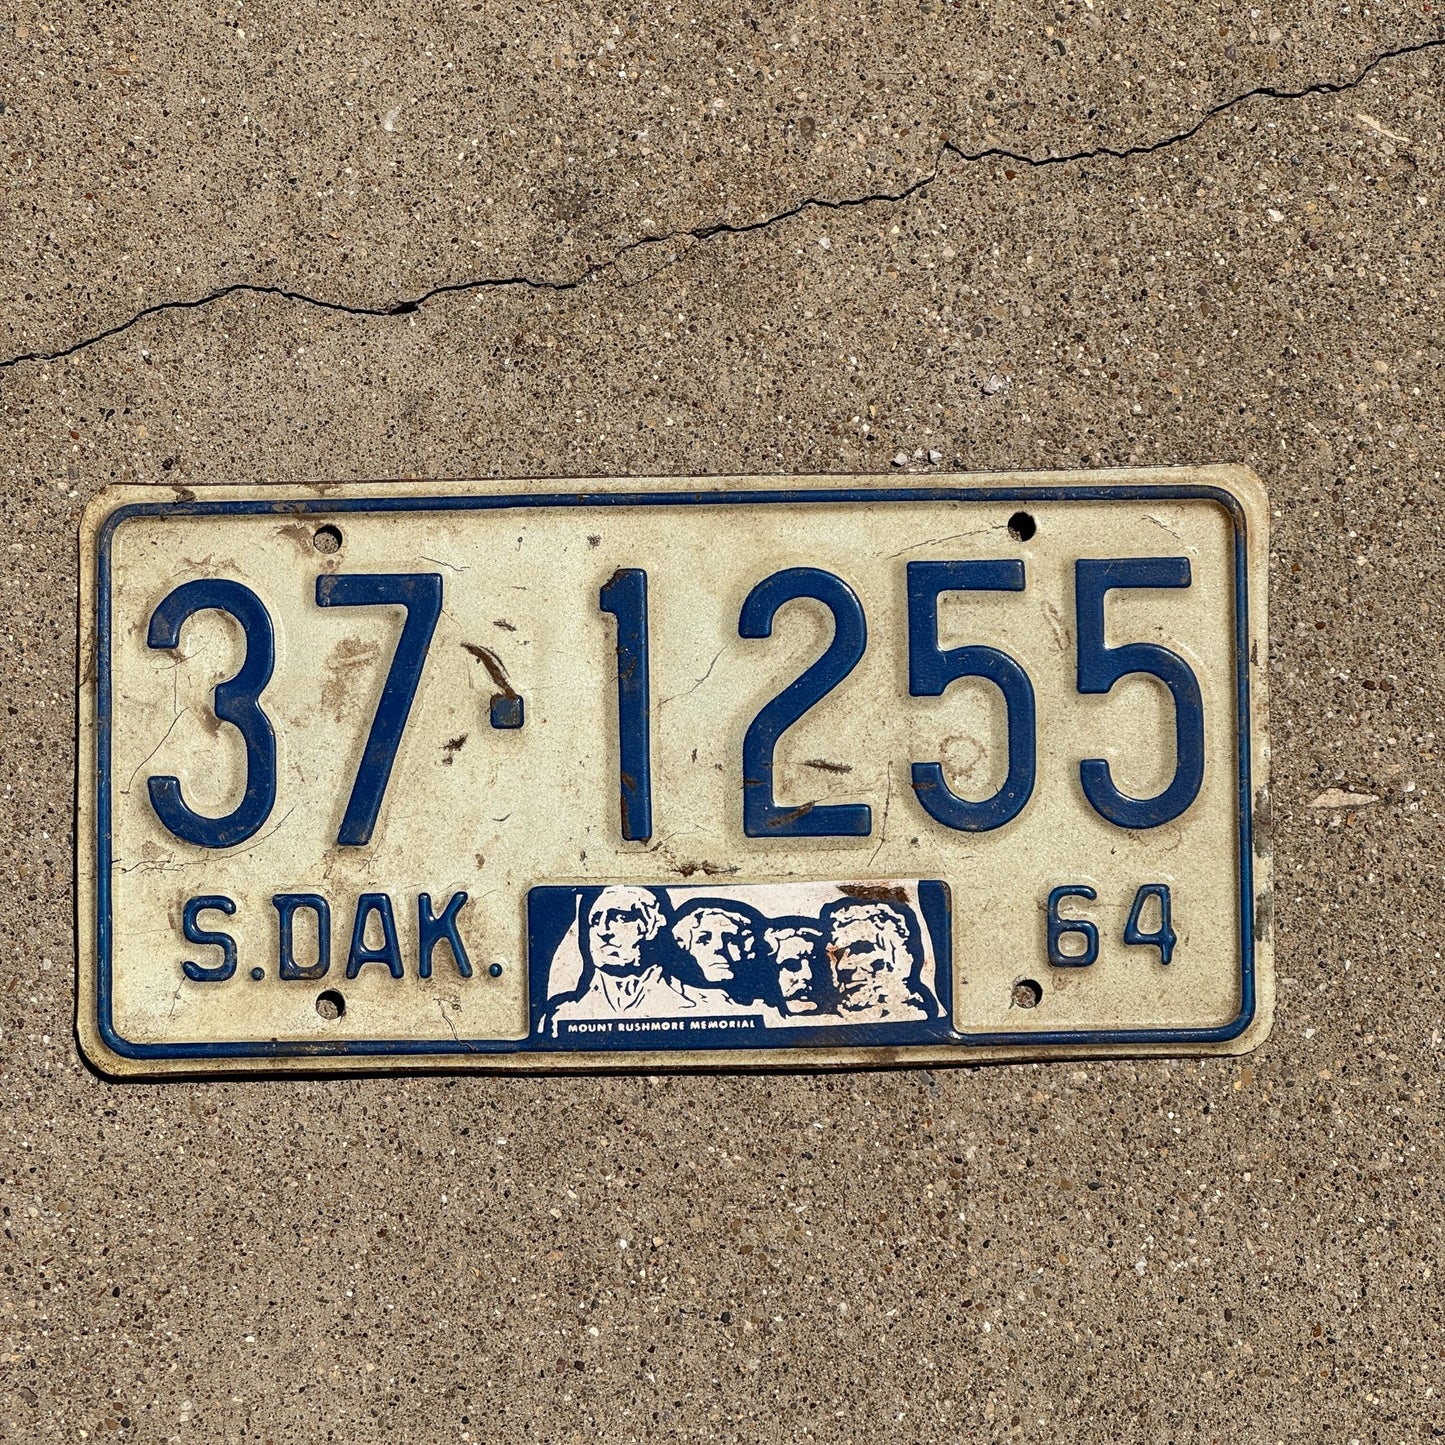 37·1255
S.DAK. 64
MOUNT RUSHMORE MEMORIAL